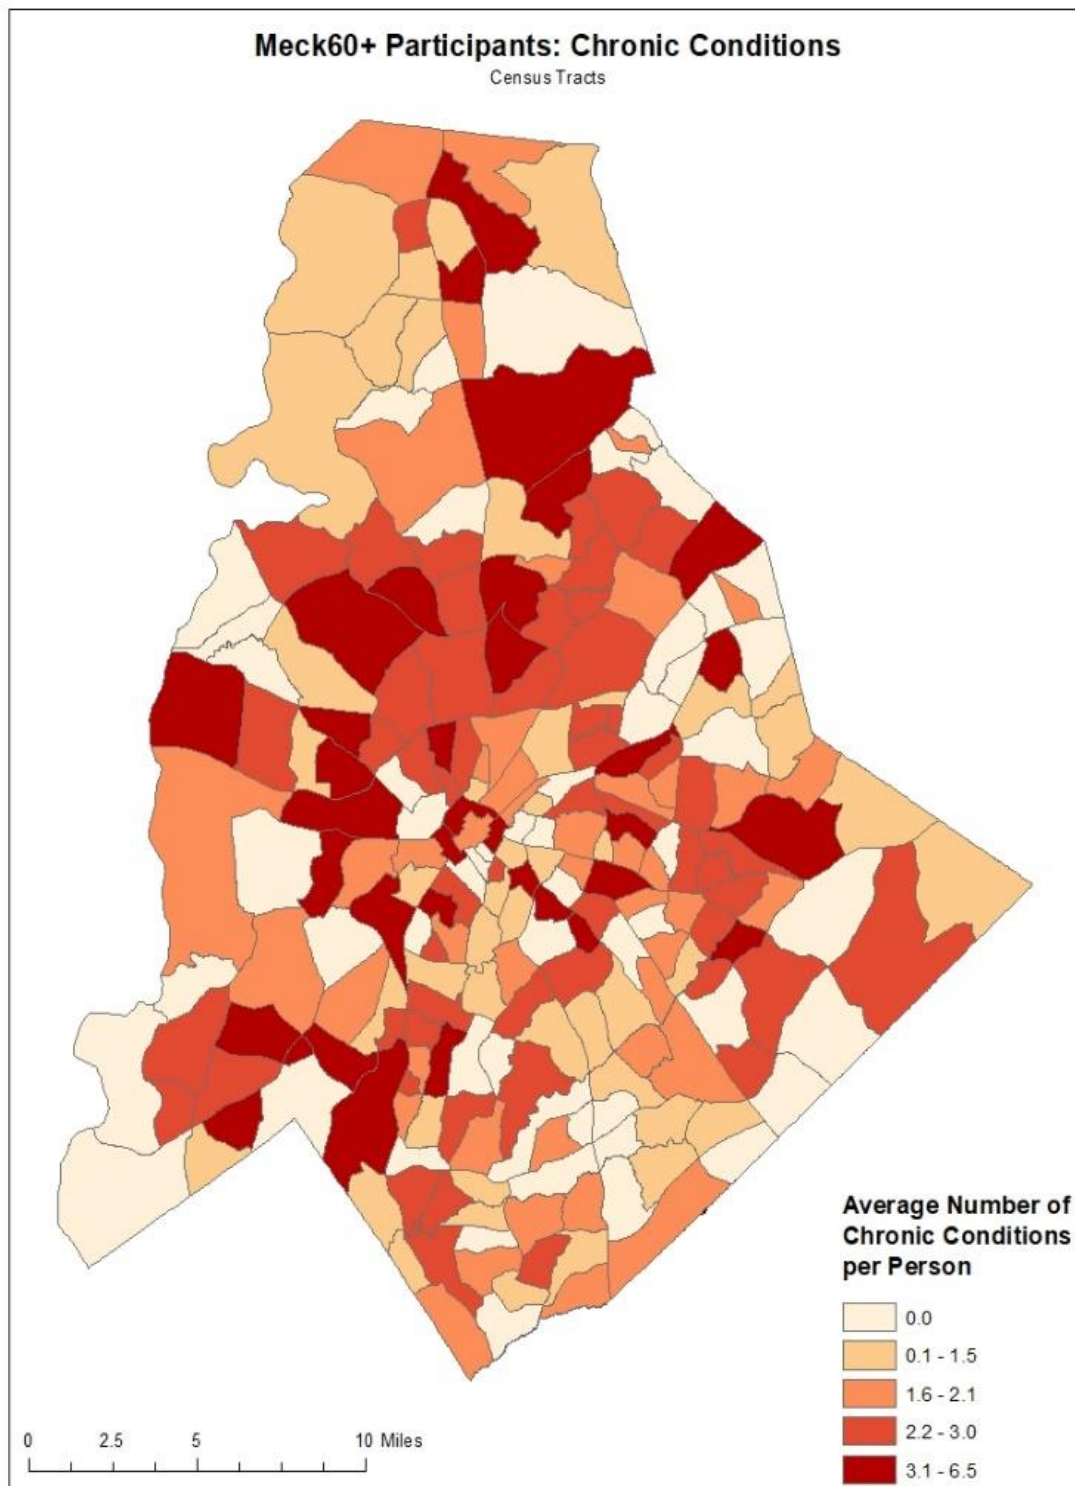 Meck60+ Participants: Chronic Conditions
Census Tracts
Average Number of
Chronic Conditions
per Person
0.0
0.1 - 1.5
1.6 - 2.1
2.2 - 3.0
3.1 - 6.5
0 2.5 5 10 Miles